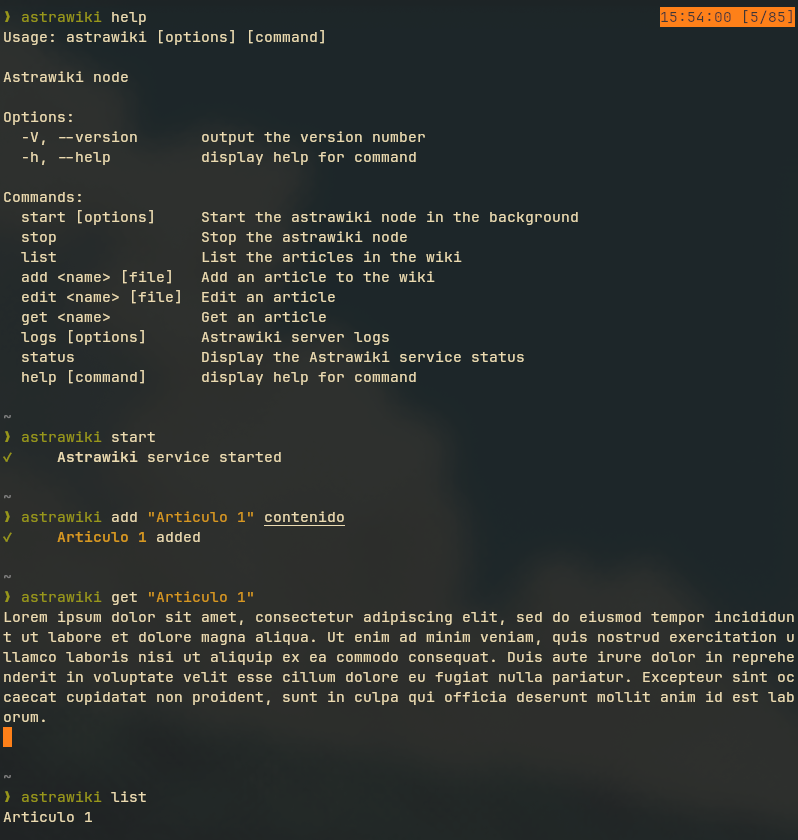 ❱ astrawiki help
15:54:00 [5/85]
Usage: astrawiki [options] [command]
Astrawiki node
Options:
-V, --version output the version number
-h, --help display help for command
Commands:
start [options] Start the astrawiki node in the background
stop Stop the astrawiki node
list List the articles in the wiki
add <name> [file] Add an article to the wiki
edit <name> [file] Edit an article
get <name> Get an article
logs [options] Astrawiki server logs
status Display the Astrawiki service status
help [command] display help for command
~
❱ astrawiki start
✓ Astrawiki service started
~
❱ astrawiki add "Articulo 1" contenido
✓ Articulo 1 added
~
❱ astrawiki get "Articulo 1"
Lorem ipsum dolor sit amet, consectetur adipiscing elit, sed do eiusmod tempor incididun
t ut labore et dolore magna aliqua. Ut enim ad minim veniam, quis nostrud exercitation u
llamco laboris nisi ut aliquip ex ea commodo consequat. Duis aute irure dolor in reprehe
nderit in voluptate velit esse cillum dolore eu fugiat nulla pariatur. Excepteur sint oc
caecat cupidatat non proident, sunt in culpa qui officia deserunt mollit anim id est lab
orum.
~
❱ astrawiki list
Articulo 1